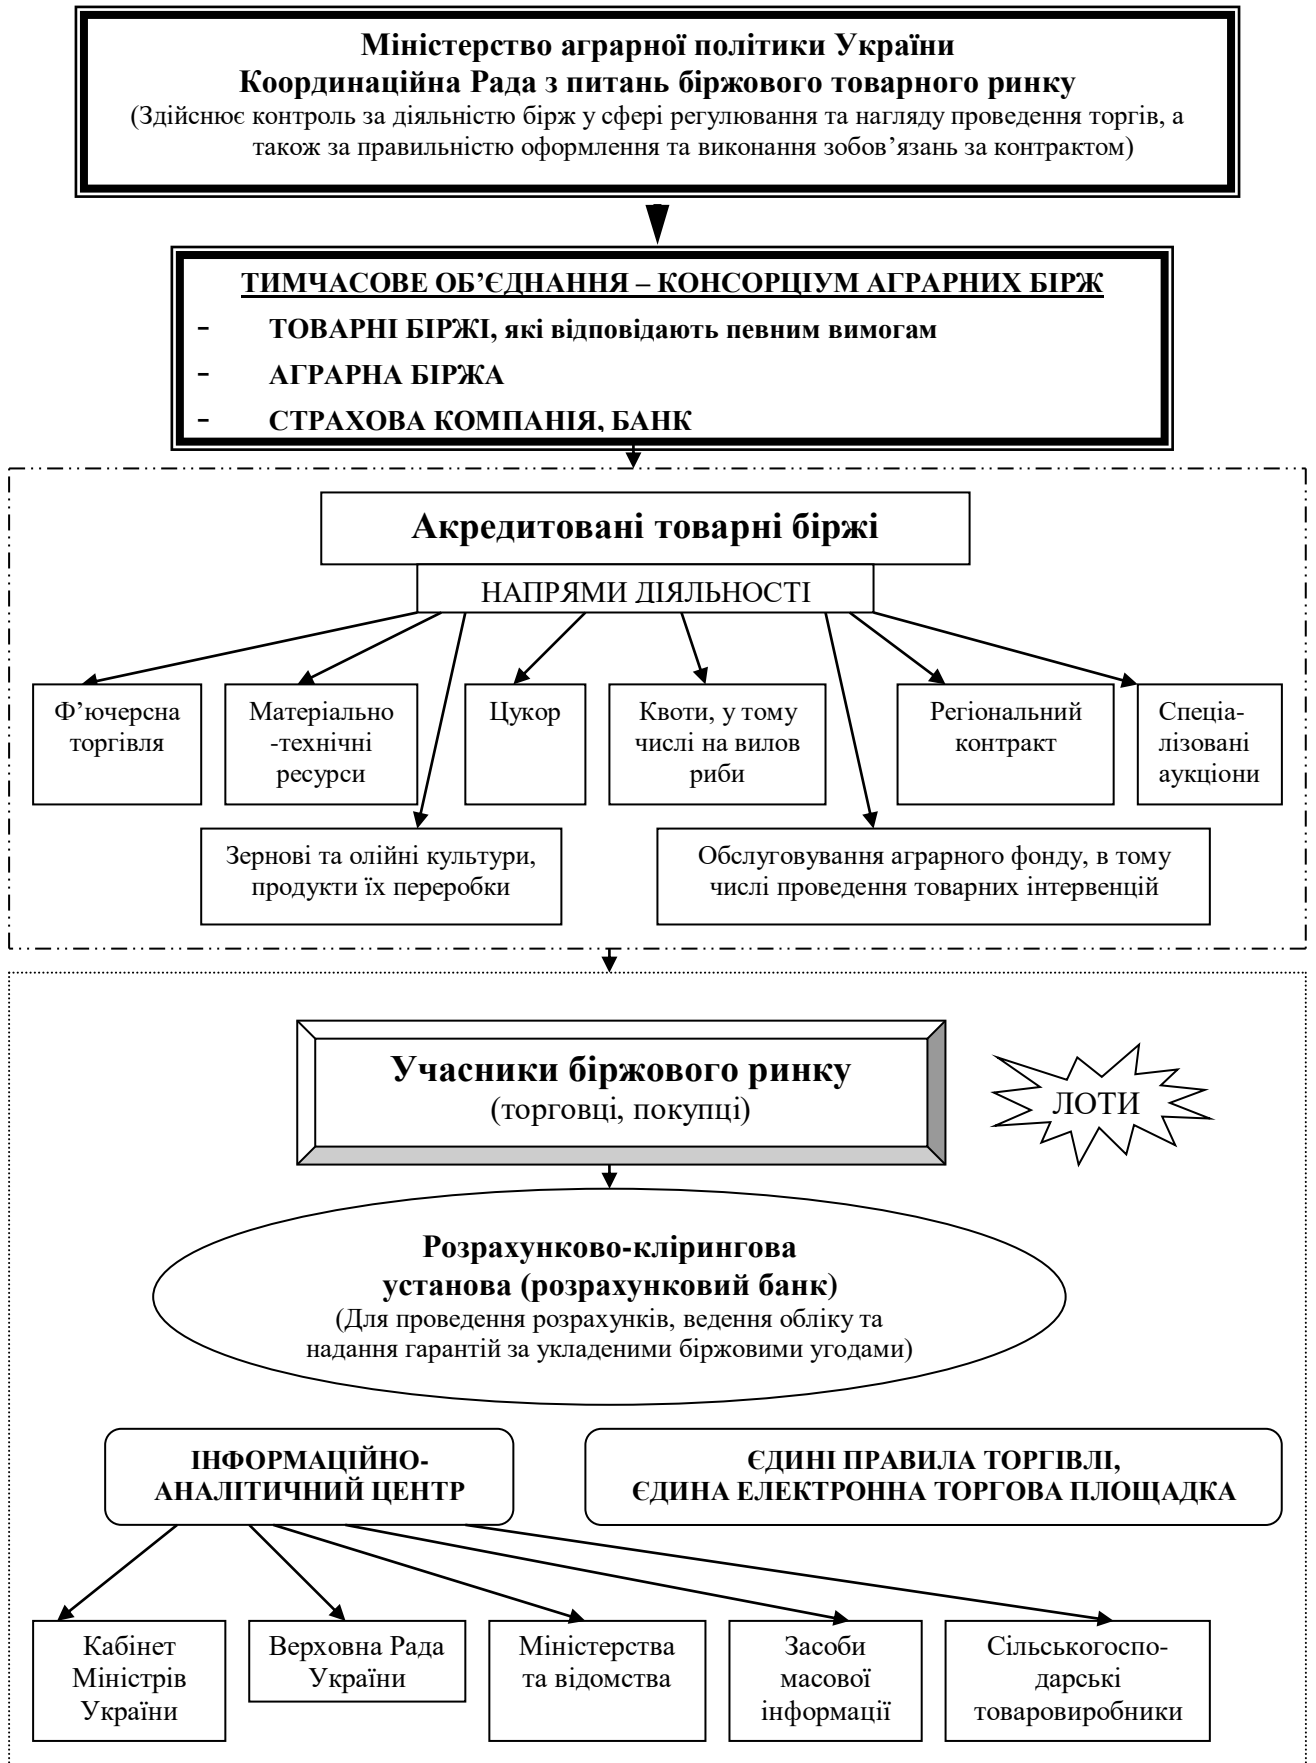 Міністерство аграрної політики України
Координаційна Рада з питань біржового товарного ринку
(Здійснює контроль за діяльністю бірж у сфері регулювання та нагляду проведення торгів, а
також за правильністю оформлення та виконання зобов’язань за контрактом)
ТИМЧАСОВЕ ОБ’ЄДНАННЯ – КОНСОРЦІУМ АГРАРНИХ БІРЖ
- ТОВАРНІ БІРЖІ, які відповідають певним вимогам
- АГРАРНА БІРЖА
- СТРАХОВА КОМПАНІЯ, БАНК
Акредитовані товарні біржі
НАПРЯМИ ДІЯЛЬНОСТІ
Ф’ючерсна
торгівля
Матеріально
-технічні
ресурси
Цукор
Квоти, у тому
числі на вилов
риби
Регіональний
контракт
Спеціа-
лізовані
аукціони
Зернові та олійні культури,
продукти їх переробки
Обслуговування аграрного фонду, в тому
числі проведення товарних інтервенцій
Учасники біржового ринку
(торговці, покупці)
ЛОТИ
Розрахунково-клірингова
установа (розрахунковий банк)
(Для проведення розрахунків, ведення обліку та
надання гарантій за укладеними біржовими угодами)
ІНФОРМАЦІЙНО-
АНАЛІТИЧНИЙ ЦЕНТР
ЄДИНІ ПРАВИЛА ТОРГІВЛІ,
ЄДИНА ЕЛЕКТРОННА ТОРГОВА ПЛОЩАДКА
Кабінет
Міністрів
України
Верховна Рада
України
Міністерства
та відомства
Засоби
масової
інформації
Сільськогоспо-
дарські
товаровиробники